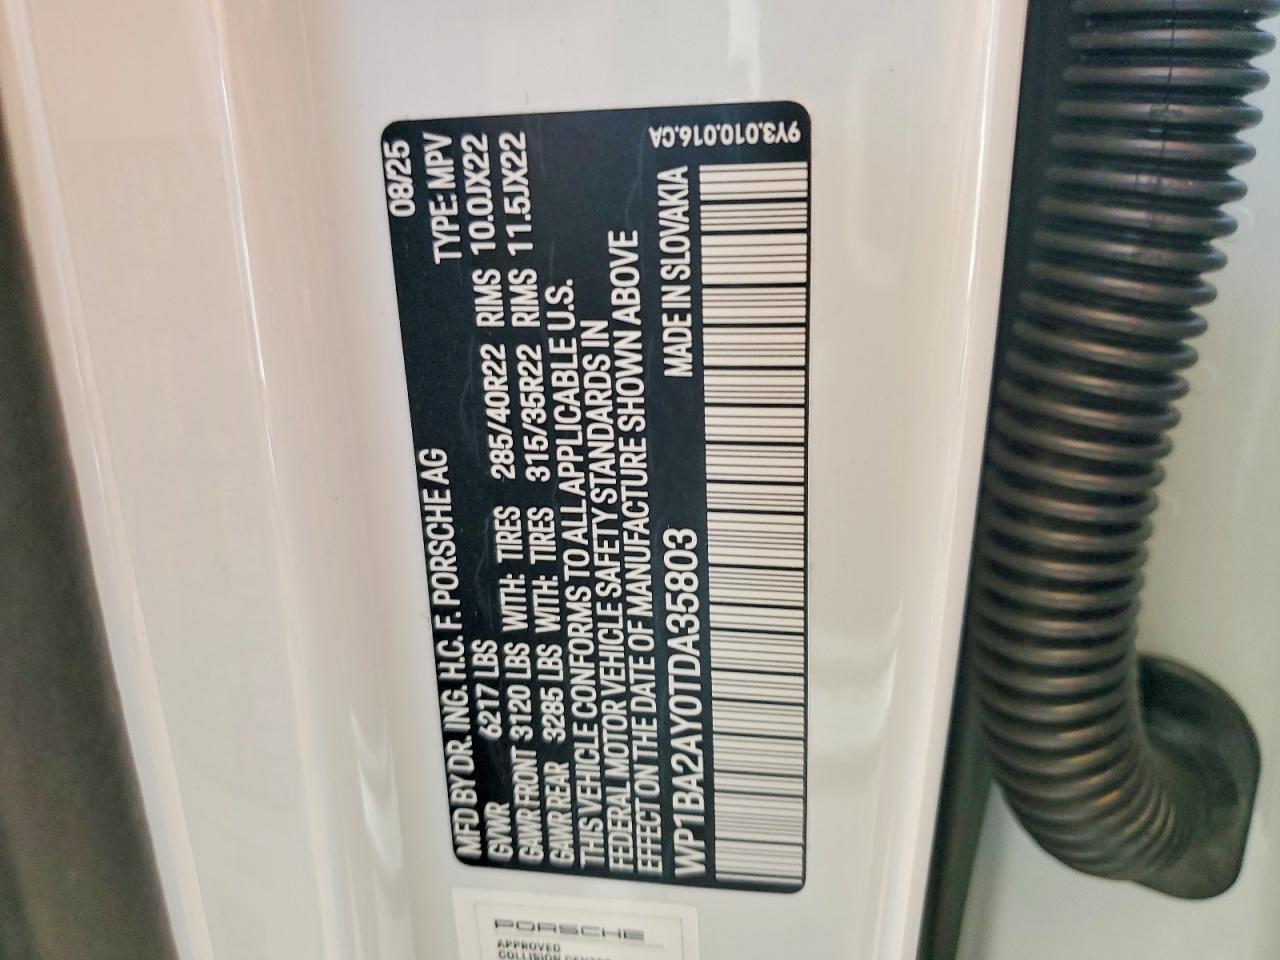 MFD BY DR. ING. H.C. F. PORSCHE AG 08/25
GVWR 6217 LBS TYPE: MPV
GAWR FRONT 3120 LBS WITH: TIRES 285/40R22 RIMS 10.0JX22
GAWR REAR 3285 LBS WITH: TIRES 315/35R22 RIMS 11.5JX22
THIS VEHICLE CONFORMS TO ALL APPLICABLE U.S.
FEDERAL MOTOR VEHICLE SAFETY STANDARDS IN
EFFECT ON THE DATE OF MANUFACTURE SHOWN ABOVE
WP1BA2AY0TDA35803 MADE IN SLOVAKIA
9Y3.010.016.CA
PORSCHE
APPROVED
COLLISION CENTER